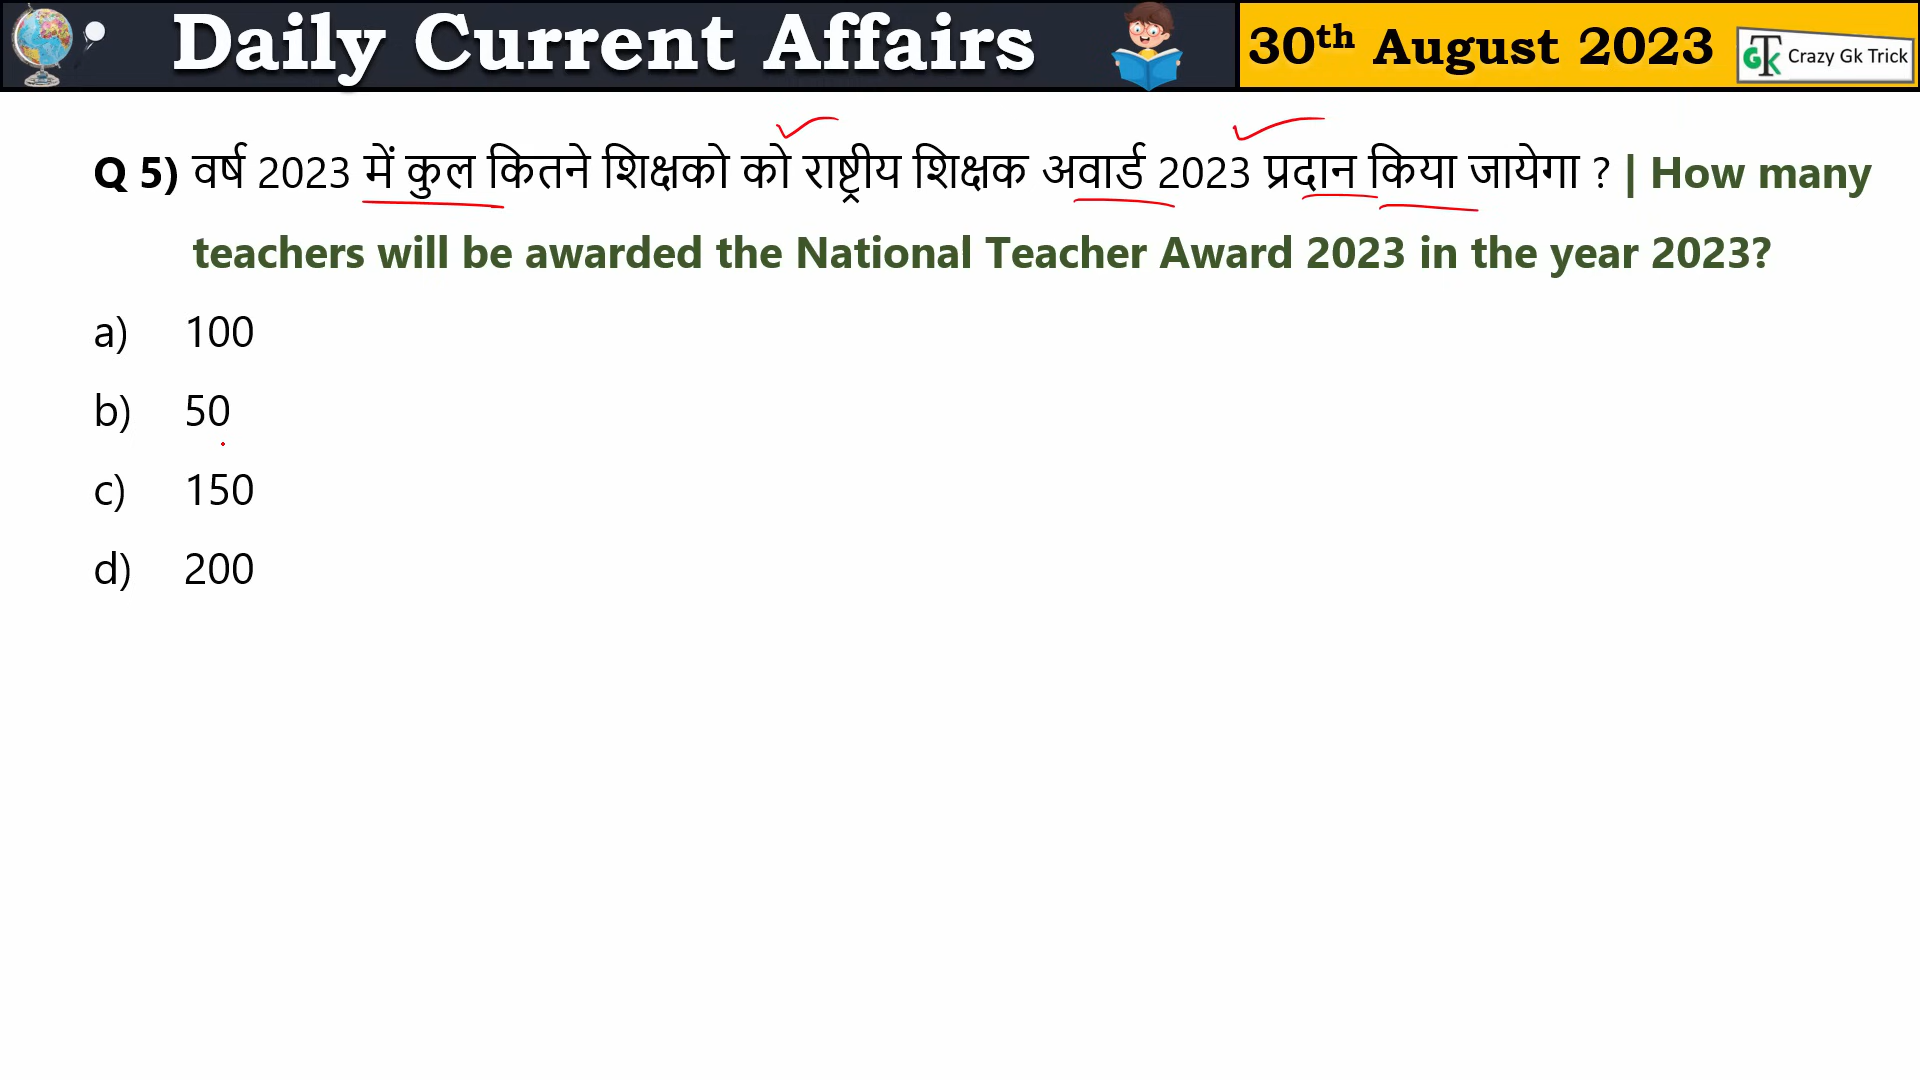 Daily Current Affairs
30th August 2023
GTK Crazy Gk Trick
Q 5) वर्ष 2023 में कुल कितने शिक्षको को राष्ट्रीय शिक्षक अवार्ड 2023 प्रदान किया जायेगा ? | How many
teachers will be awarded the National Teacher Award 2023 in the year 2023?
a) 100
b) 50
c) 150
d) 200